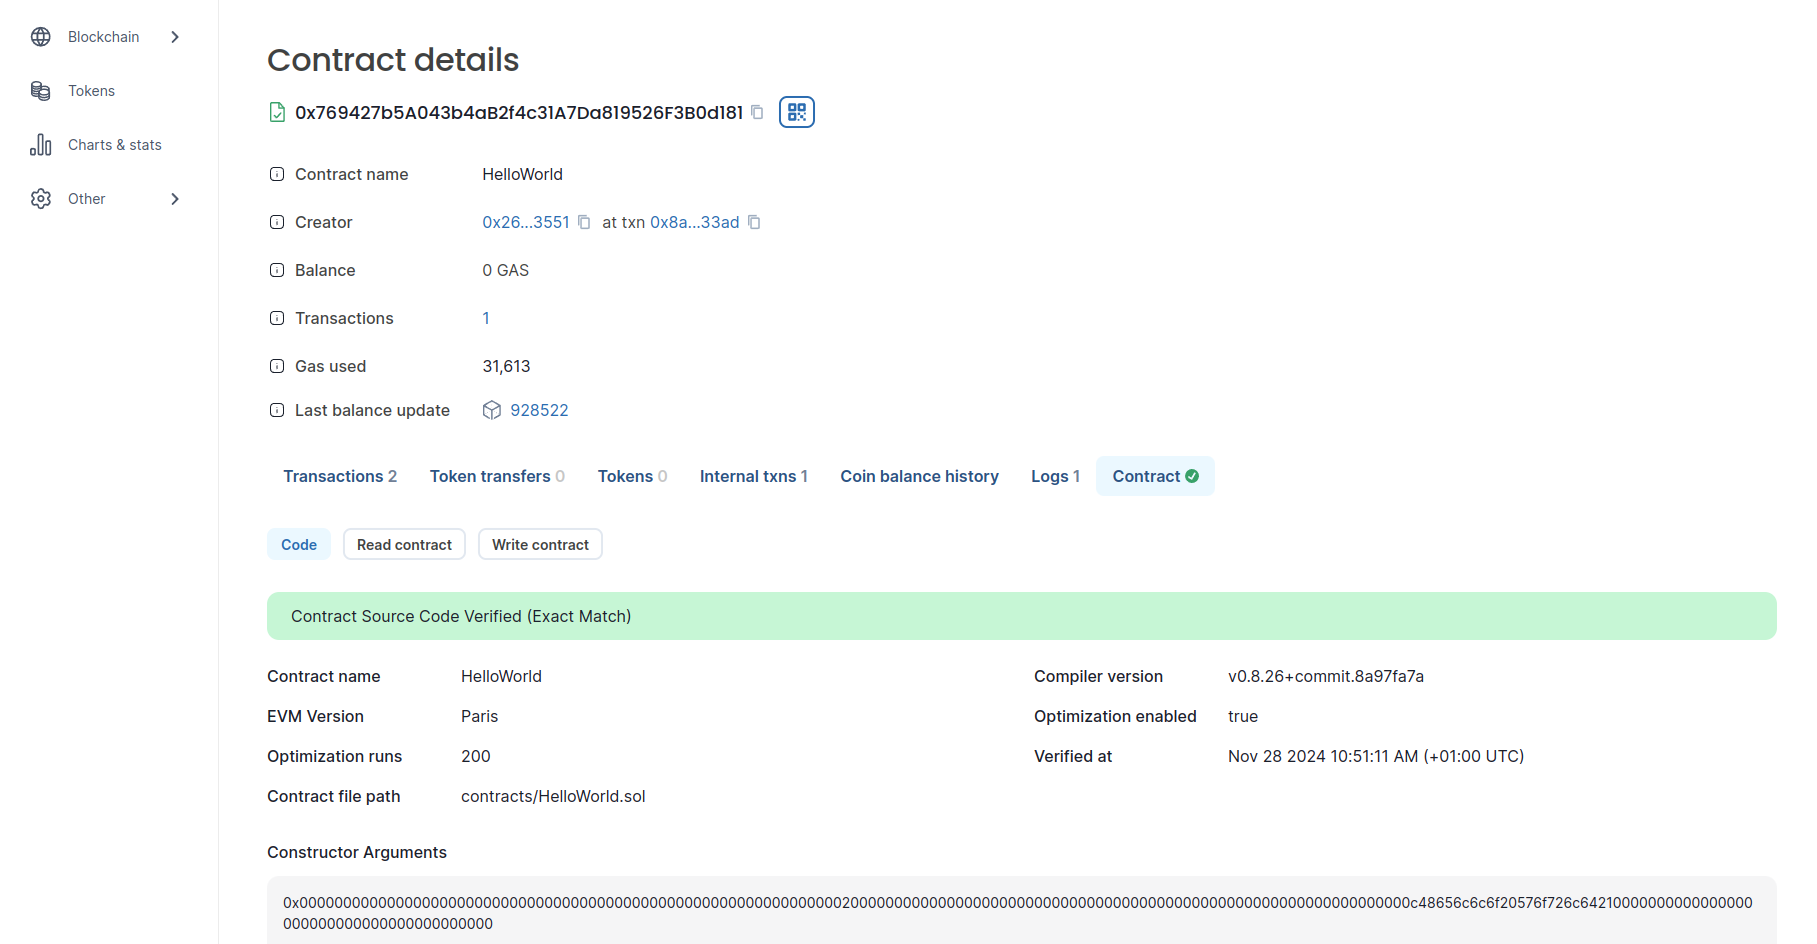 Blockchain
Tokens
Charts & stats
Other
Contract details
0x769427b5A043b4aB2f4c31A7Da819526F3B0d181
Contract name HelloWorld
Creator 0x26...3551 at txn 0x8a...33ad
Balance 0 GAS
Transactions 1
Gas used 31,613
Last balance update 928522
Transactions 2 Token transfers 0 Tokens 0 Internal txns 1 Coin balance history Logs 1 Contract
Code Read contract Write contract
Contract Source Code Verified (Exact Match)
Contract name HelloWorld Compiler version v0.8.26+commit.8a97fa7a
EVM Version Paris Optimization enabled true
Optimization runs 200 Verified at Nov 28 2024 10:51:11 AM (+01:00 UTC)
Contract file path contracts/HelloWorld.sol
Constructor Arguments
0x0000000000000000000000000000000000000000000000000000000000000020000000000000000000000000000000000000000000000000000000000000000c48656c6c6f20576f726c64210000000000000000
000000000000000000000000